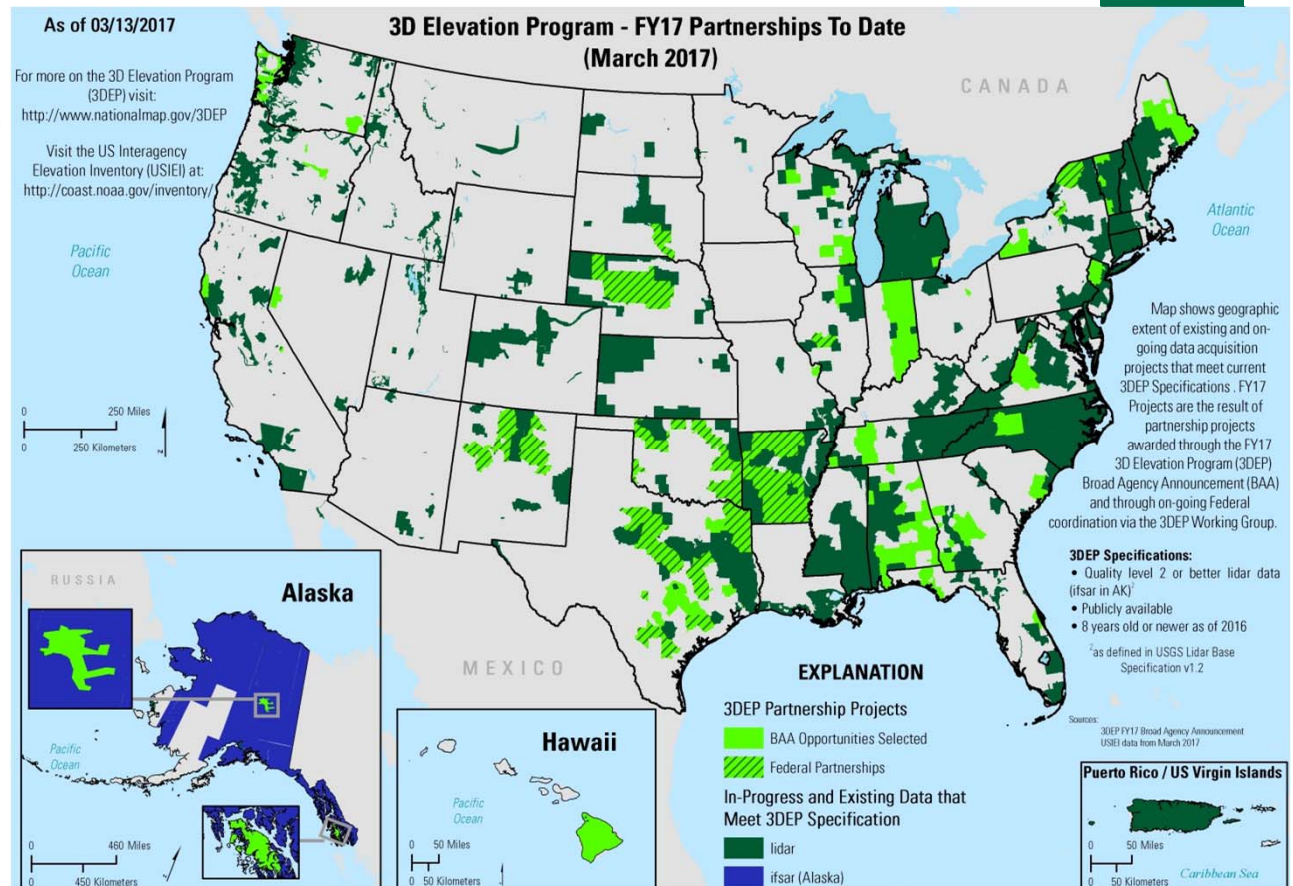 As of 03/13/2017
3D Elevation Program - FY17 Partnerships To Date
(March 2017)
For more on the 3D Elevation Program
(3DEP) visit:
http://www.nationalmap.gov/3DEP
Visit the US Interagency
Elevation Inventory (USIEI) at:
http://coast.noaa.gov/inventory/
CANADA
Pacific
Ocean
Atlantic
Ocean
Map shows geographic
extent of existing and on-
going data acquisition
projects that meet current
3DEP Specifications . FY17
Projects are the result of
partnership projects
awarded through the FY17
3D Elevation Program (3DEP)
Broad Agency Announcement (BAA)
and through on-going Federal
coordination via the 3DEP Working Group.
0 250 Miles
0 250 Kilometers
3DEP Specifications:
• Quality level 2 or better lidar data
(ifsar in AK)2
• Publicly available
• 8 years old or newer as of 2016
2as defined in USGS Lidar Base
Specification v1.2
Sources:
3DEP FY17 Broad Agency Announcement
USIEI data from March 2017
MEXICO
RUSSIA
Alaska
Pacific
Ocean
0 460 Miles
0 450 Kilometers
Hawaii
Pacific
Ocean
0 50 Miles
0 50 Kilometers
EXPLANATION
3DEP Partnership Projects
BAA Opportunities Selected
Federal Partnerships
In-Progress and Existing Data that
Meet 3DEP Specification
lidar
ifsar (Alaska)
Puerto Rico / US Virgin Islands
0 50 Miles
0 50 Kilometers
Caribbean Sea